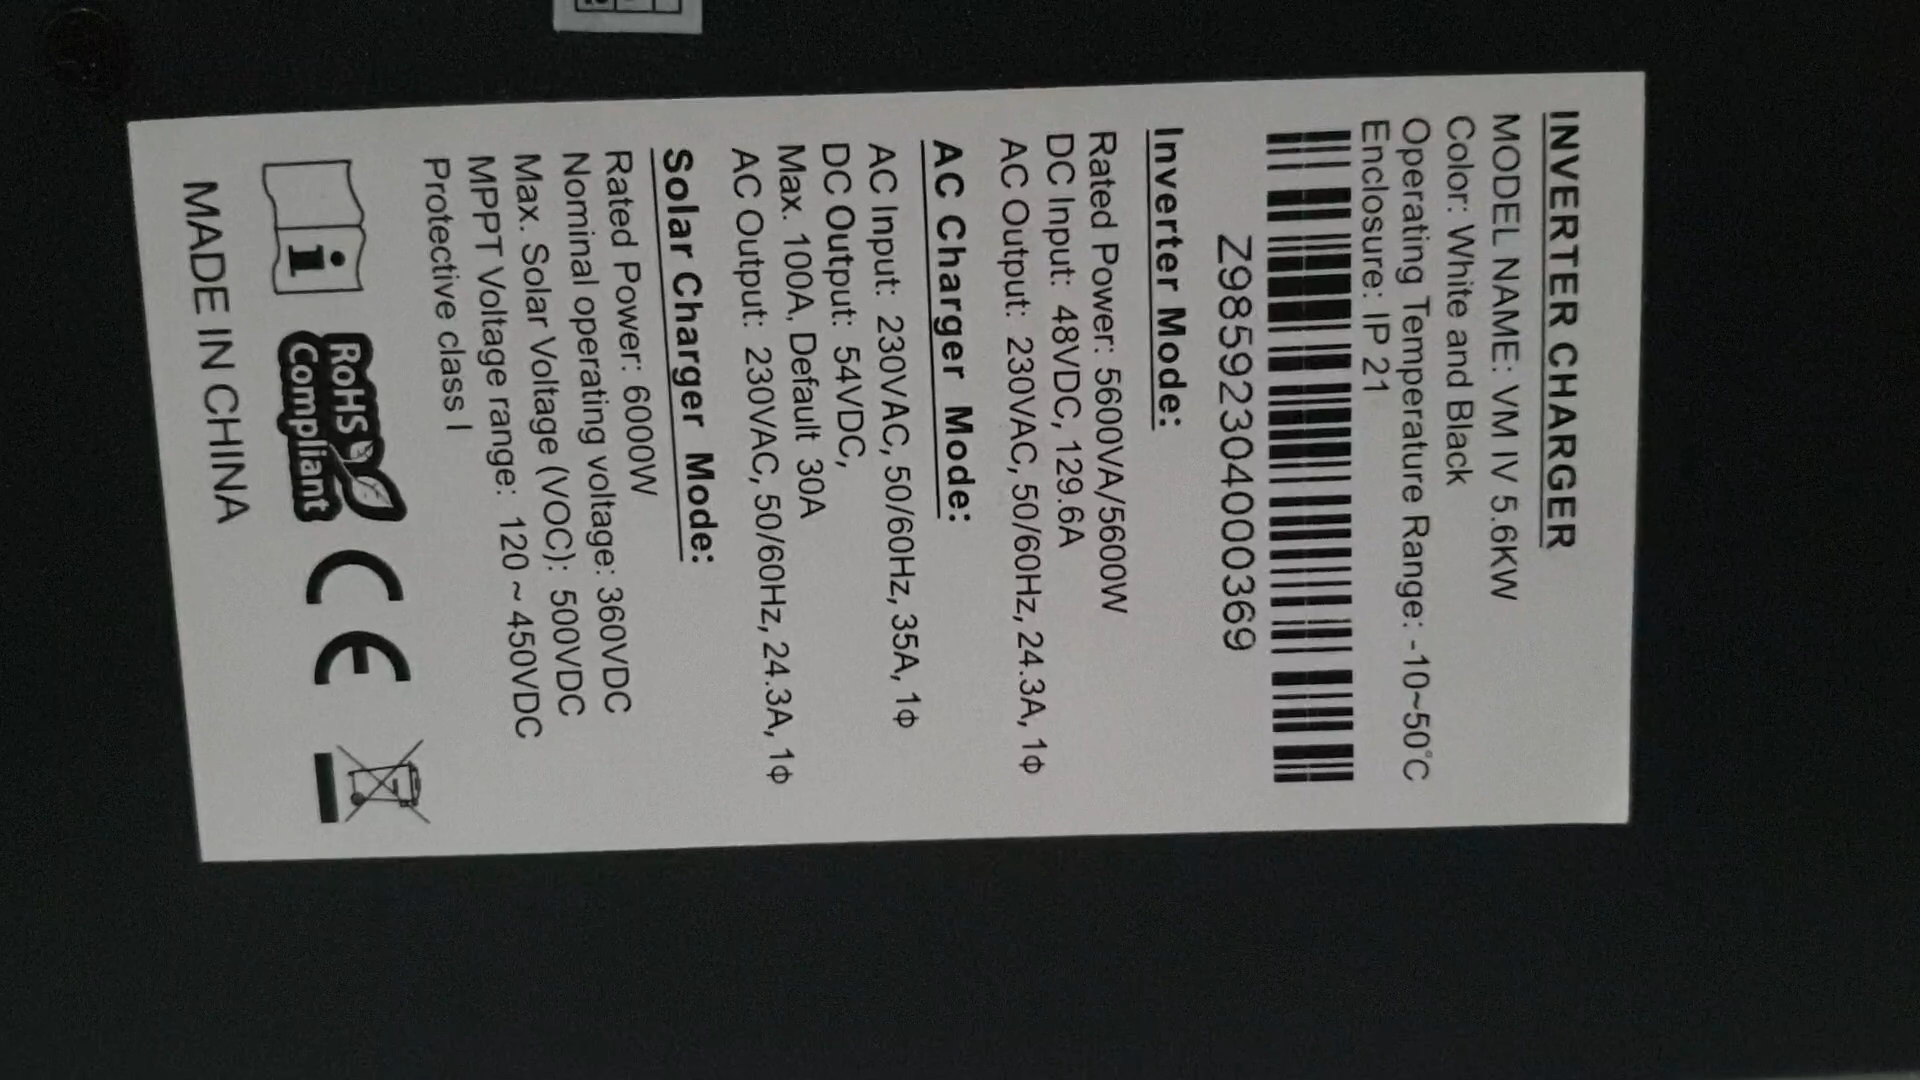 INVERTER CHARGER
MODEL NAME: VM IV 5.6KW
Color: White and Black
Operating Temperature Range: -10~50°C
Enclosure: IP 21
Z9859230400369
Inverter Mode:
Rated Power: 5600VA/5600W
DC Input: 48VDC, 129.6A
AC Output: 230VAC, 50/60Hz, 24.3A, 1ф
AC Charger Mode:
AC Input: 230VAC, 50/60Hz, 35A, 1ф
DC Output: 54VDC,
Max. 100A, Default 30A
AC Output: 230VAC, 50/60Hz, 24.3A, 1ф
Solar Charger Mode:
Rated Power: 6000W
Nominal operating voltage: 360VDC
Max. Solar Voltage (VOC): 500VDC
MPPT Voltage range: 120 ~ 450VDC
Protective class I
i
RoHS
Compliant
CE
MADE IN CHINA